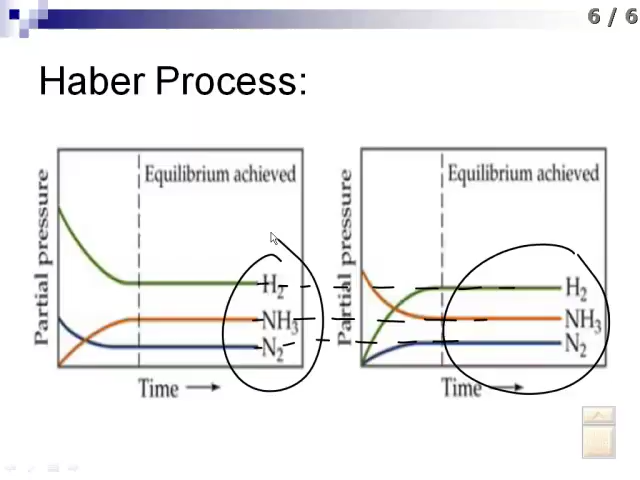 6 / 6
Haber Process:
Partial pressure
Equilibrium achieved
H2
NH3
N2
Time
Partial pressure
Equilibrium achieved
H2
NH3
N2
Time